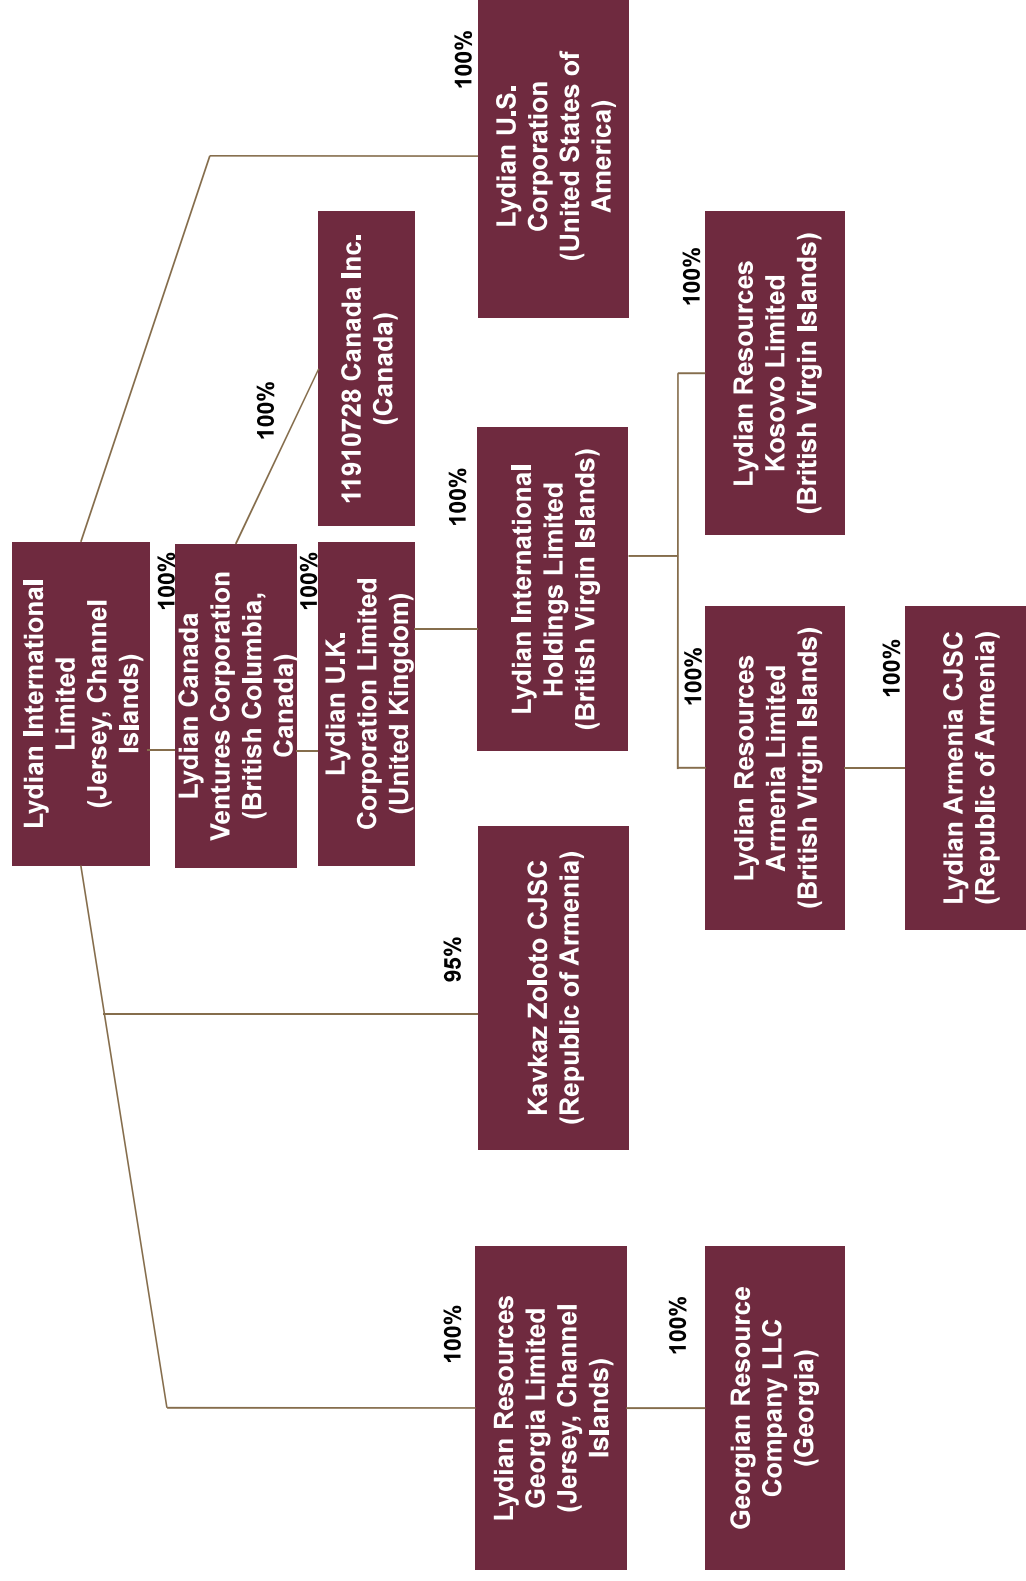 Lydian International
Limited
(Jersey, Channel
Islands)
100%
Lydian Canada
Ventures Corporation
(British Columbia,
Canada)
100%
11910728 Canada Inc.
(Canada)
100%
Lydian U.K.
Corporation Limited
(United Kingdom)
100%
Lydian Resources
Georgia Limited
(Jersey, Channel
Islands)
95%
Kavkaz Zoloto CJSC
(Republic of Armenia)
100%
Lydian International
Holdings Limited
(British Virgin Islands)
100%
Lydian U.S.
Corporation
(United States of
America)
100%
Georgian Resource
Company LLC
(Georgia)
100%
Lydian Resources
Armenia Limited
(British Virgin Islands)
100%
Lydian Resources
Kosovo Limited
(British Virgin Islands)
100%
Lydian Armenia CJSC
(Republic of Armenia)